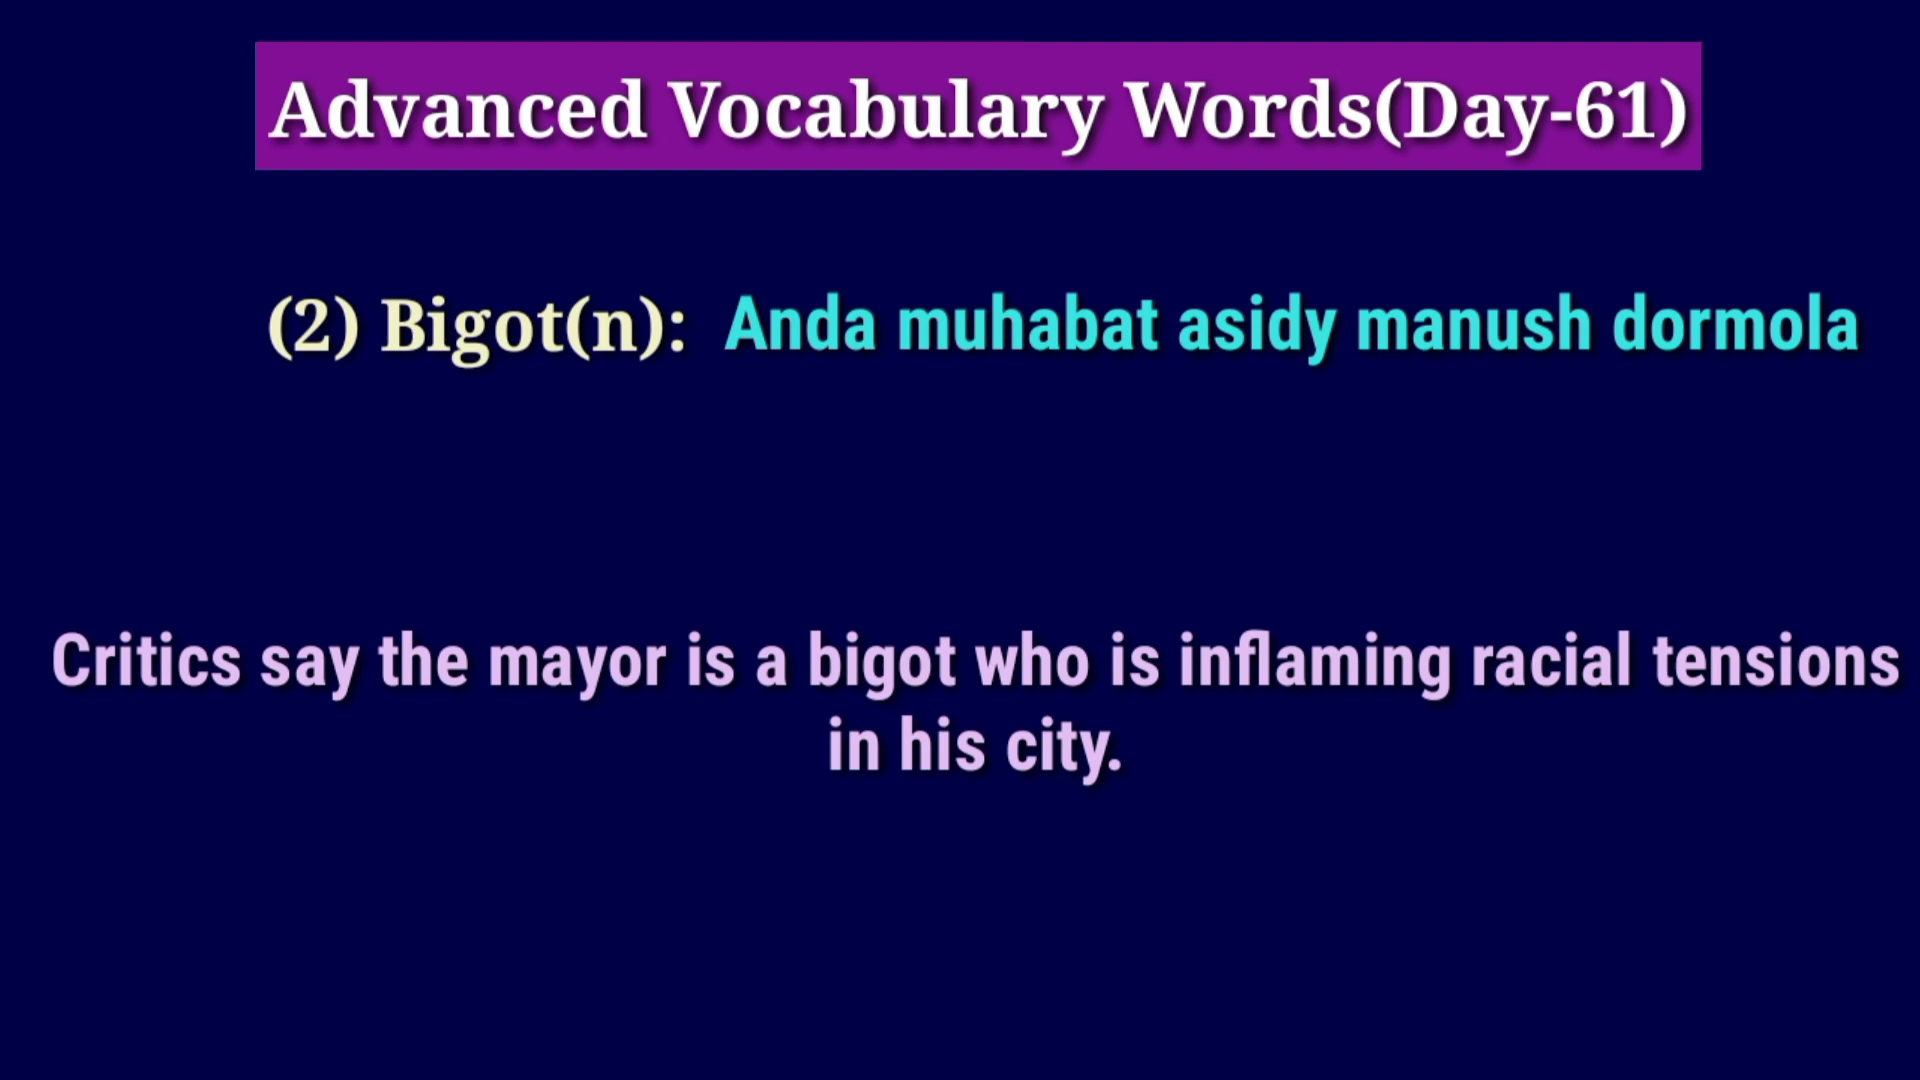 Advanced Vocabulary Words(Day-61)
(2) Bigot(n): Anda muhabat asidy manush dormola
Critics say the mayor is a bigot who is inflaming racial tensions
in his city.